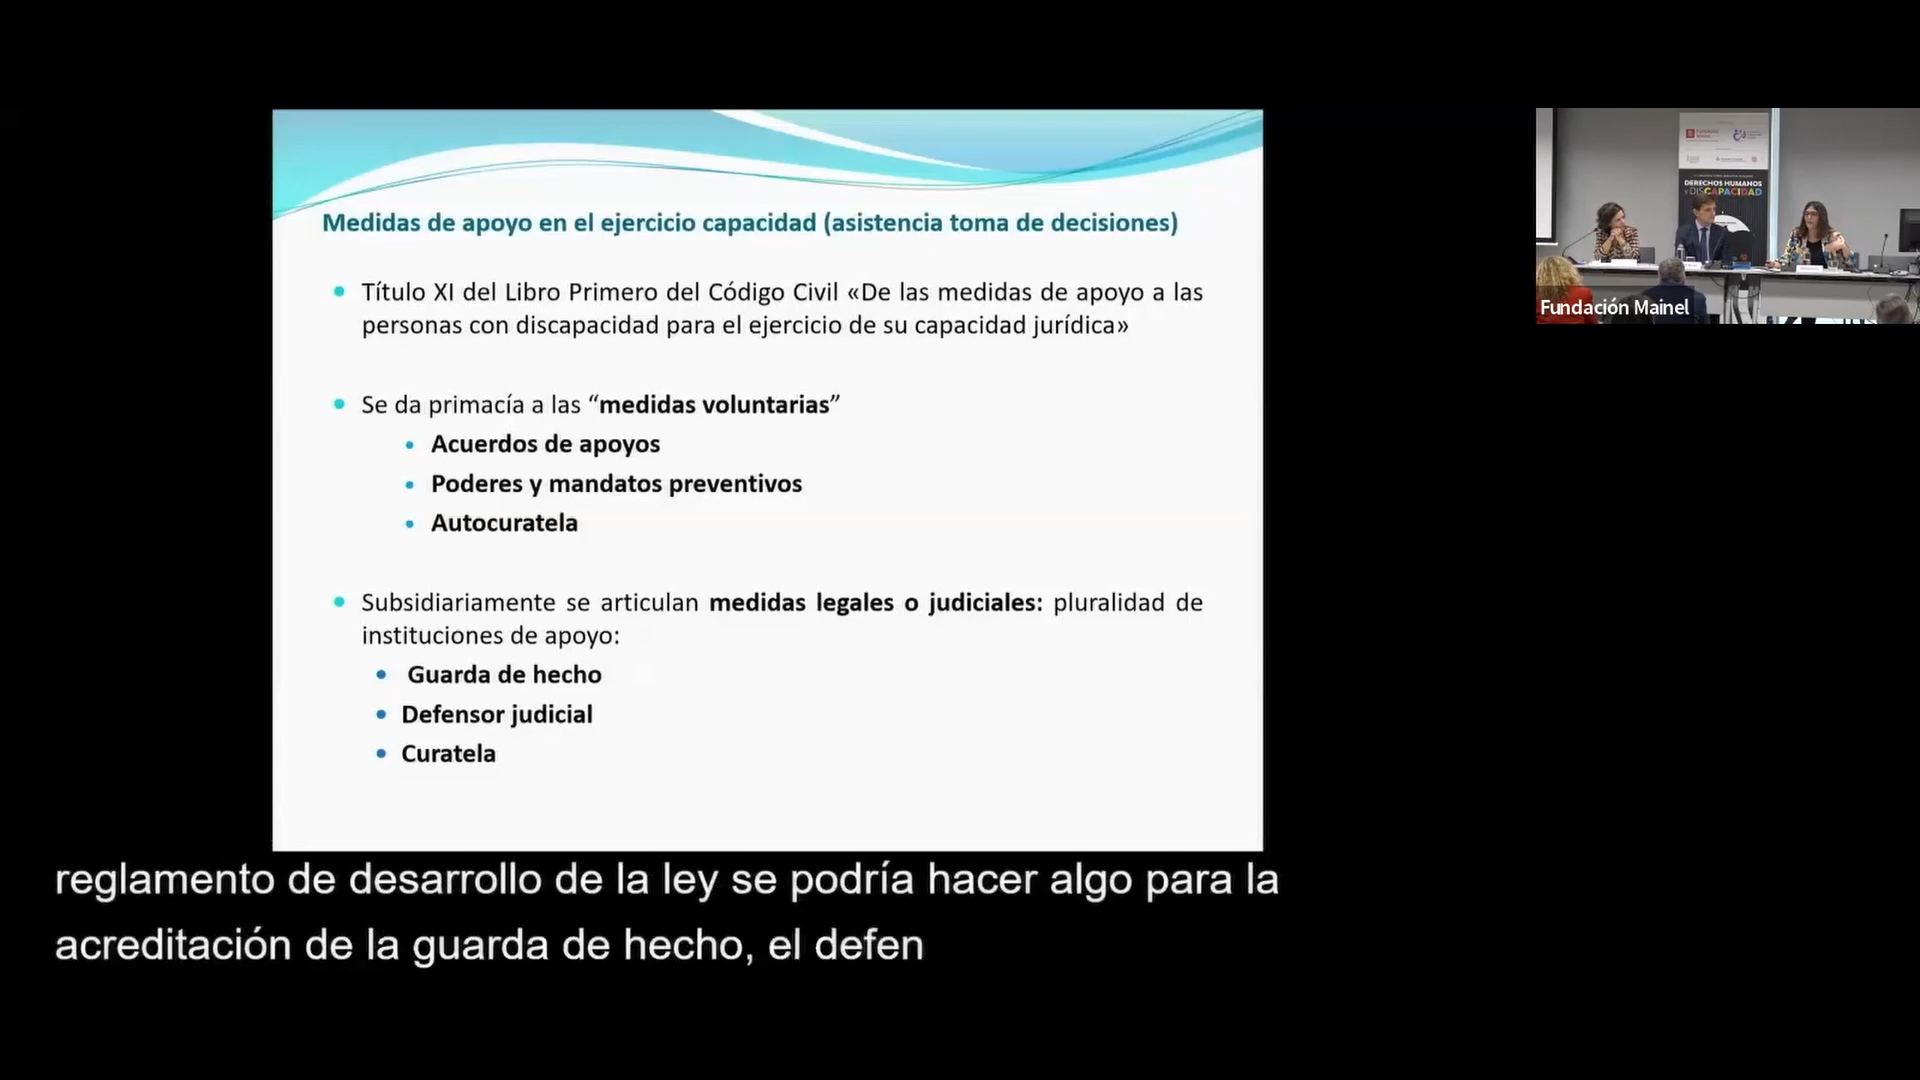 Medidas de apoyo en el ejercicio capacidad (asistencia toma de decisiones)
Título XI del Libro Primero del Código Civil «De las medidas de apoyo a las
personas con discapacidad para el ejercicio de su capacidad jurídica»
Se da primacía a las “medidas voluntarias”
Acuerdos de apoyos
Poderes y mandatos preventivos
Autocuratela
Subsidiariamente se articulan medidas legales o judiciales: pluralidad de
instituciones de apoyo:
Guarda de hecho
Defensor judicial
Curatela
DERECHOS HUMANOS
Y DISCAPACIDAD
Fundación Mainel
reglamento de desarrollo de la ley se podría hacer algo para la
acreditación de la guarda de hecho, el defen